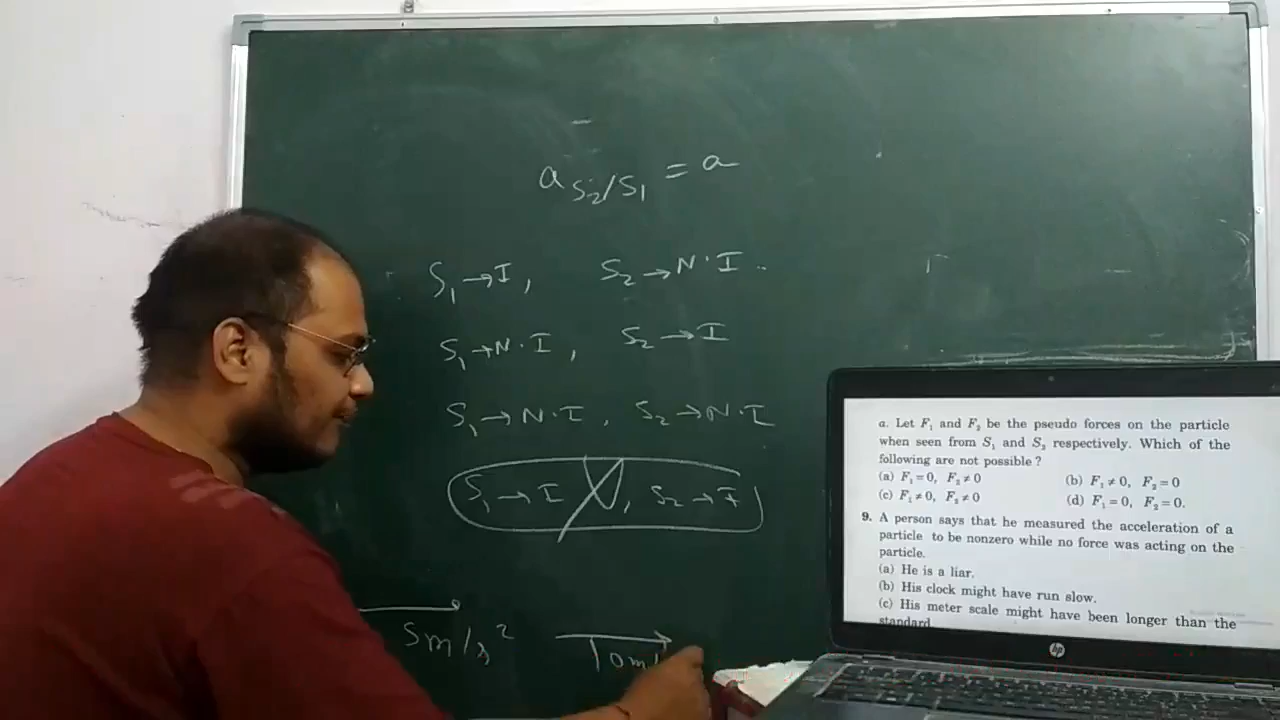 a S₂/S₁ = a
S₁ → I, S₂ → N·I
S₁ → N·I, S₂ → I
S₁ → N·I, S₂ → N·I
S₁ → I, S₂ → I
5m/s²
10m/
a. Let F₁ and F₂ be the pseudo forces on the particle
when seen from S₁ and S₂ respectively. Which of the
following are not possible ?
(a) F₁ = 0, F₂ ≠ 0 (b) F₁ ≠ 0, F₂ = 0
(c) F₁ ≠ 0, F₂ ≠ 0 (d) F₁ = 0, F₂ = 0.
9. A person says that he measured the acceleration of a
particle to be nonzero while no force was acting on the
particle.
(a) He is a liar.
(b) His clock might have run slow.
(c) His meter scale might have been longer than the
standard
hp